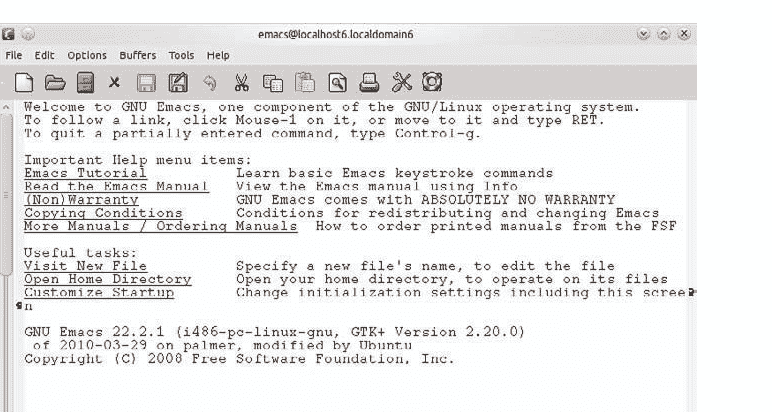 emacs@localhost6.localdomain6
File Edit Options Buffers Tools Help
Welcome to GNU Emacs, one component of the GNU/Linux operating system.
To follow a link, click Mouse-1 on it, or move to it and type RET.
To quit a partially entered command, type Control-g.
Important Help menu items:
Emacs Tutorial Learn basic Emacs keystroke commands
Read the Emacs Manual View the Emacs manual using Info
(Non)Warranty GNU Emacs comes with ABSOLUTELY NO WARRANTY
Copying Conditions Conditions for redistributing and changing Emacs
More Manuals / Ordering Manuals How to order printed manuals from the FSF
Useful tasks:
Visit New File Specify a new file's name, to edit the file
Open Home Directory Open your home directory, to operate on its files
Customize Startup Change initialization settings including this scree
n
GNU Emacs 22.2.1 (i486-pc-linux-gnu, GTK+ Version 2.20.0)
of 2010-03-29 on palmer, modified by Ubuntu
Copyright (C) 2008 Free Software Foundation, Inc.